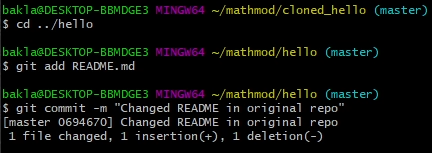 bakla@DESKTOP-BBMDGE3 MINGW64 ~/mathmod/cloned_hello (master)
$ cd ../hello
bakla@DESKTOP-BBMDGE3 MINGW64 ~/mathmod/hello (master)
$ git add README.md
bakla@DESKTOP-BBMDGE3 MINGW64 ~/mathmod/hello (master)
$ git commit -m "Changed README in original repo"
[master 0694670] Changed README in original repo
 1 file changed, 1 insertion(+), 1 deletion(-)